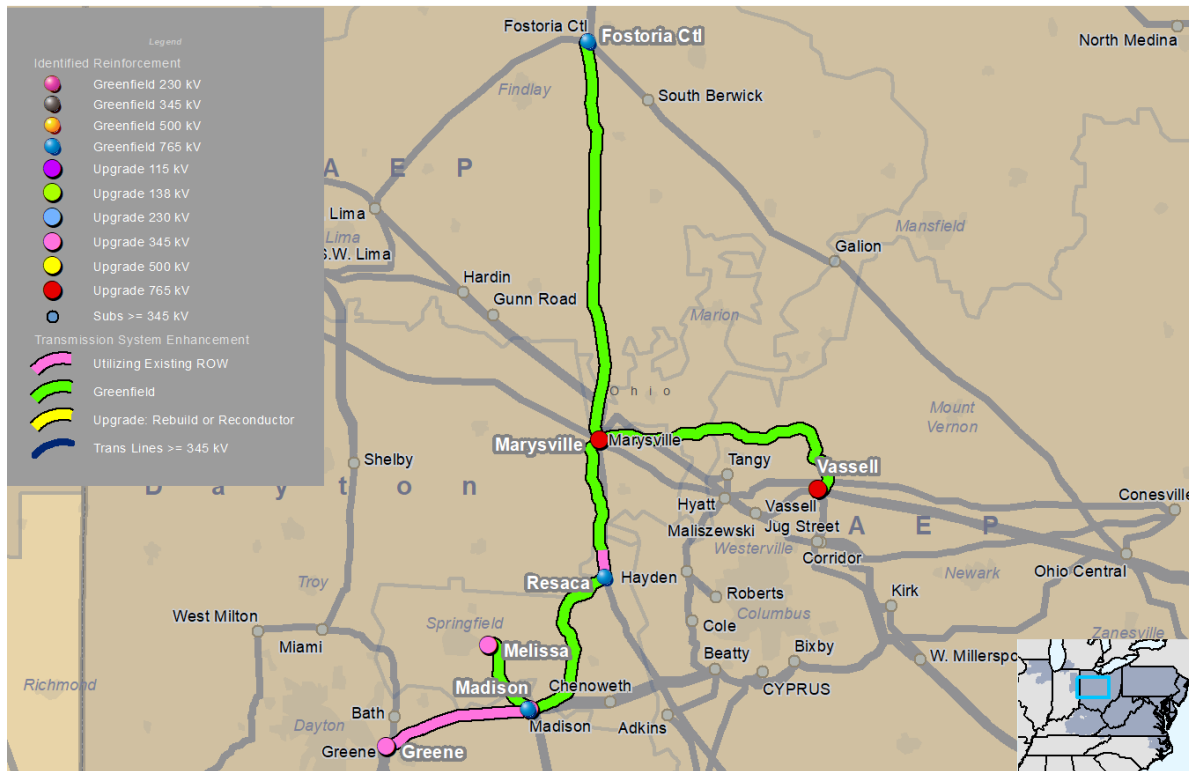 Legend
Identified Reinforcement
Greenfield 230 kV
Greenfield 345 kV
Greenfield 500 kV
Greenfield 765 kV
Upgrade 115 kV
Upgrade 138 kV
Upgrade 230 kV
Upgrade 345 kV
Upgrade 500 kV
Upgrade 765 kV
Subs >= 345 kV
Transmission System Enhancement
Utilizing Existing ROW
Greenfield
Upgrade: Rebuild or Reconductor
Trans Lines >= 345 kV
Fostoria Ctl
Fostoria Ctl
North Medina
Findlay
South Berwick
A E P
Lima
Lima
S.W. Lima
Mansfield
Galion
Hardin
Gunn Road
Marion
Ohio
Mount
Vernon
Marysville
Marysville
Shelby
Tangy
Vassell
Dayton
Hyatt
Vassell
Conesville
Maliszewski
Jug Street
A E P
Westerville
Corridor
Ohio Central
Resaca
Hayden
Newark
Troy
Roberts
Kirk
Columbus
West Milton
Springfield
Cole
Zanesville
Miami
Melissa
Beatty
Bixby
W. Millerspo
Richmond
Madison
Chenoweth
CYPRUS
Bath
Dayton
Madison
Adkins
Greene
Greene